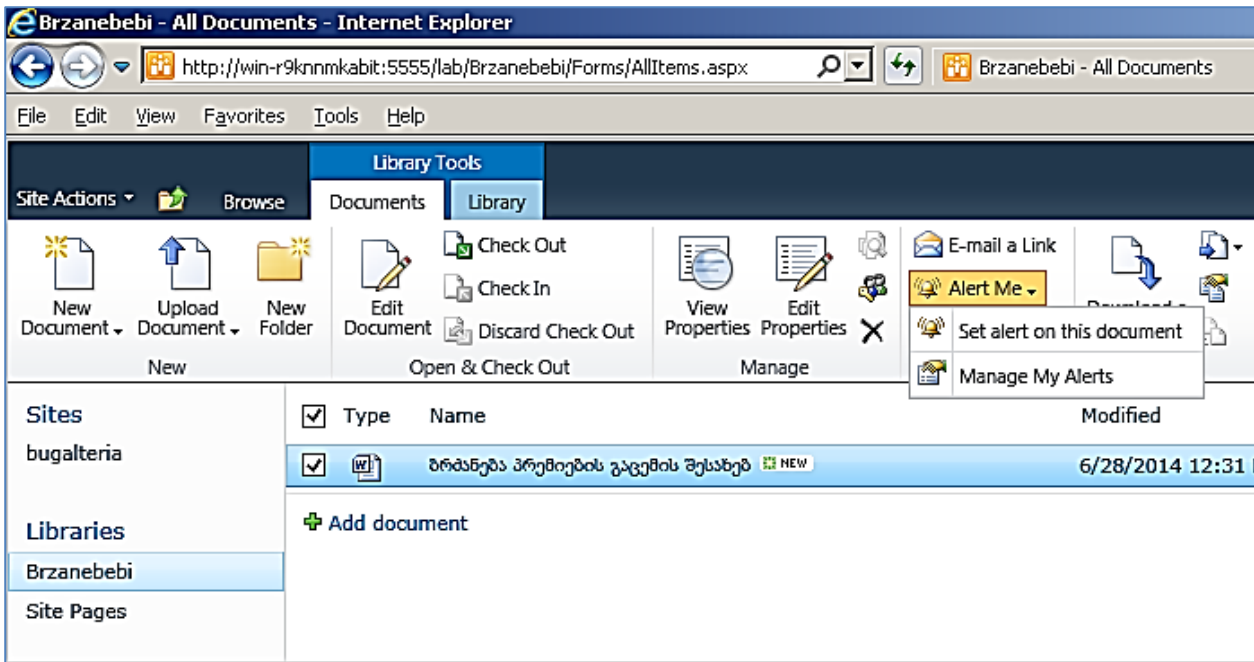 Brzanebebi - All Documents - Internet Explorer
http://win-r9knnmkabit:5555/lab/Brzanebebi/Forms/AllItems.aspx
Brzanebebi - All Documents
File Edit View Favorites Tools Help
Library Tools
Site Actions Browse Documents Library
New Document
Upload Document
New Folder
New
Edit Document
Check Out
Check In
Discard Check Out
Open & Check Out
View Properties
Edit Properties
Manage
E-mail a Link
Alert Me
Set alert on this document
Manage My Alerts
Sites
bugalteria
Libraries
Brzanebebi
Site Pages
Type Name Modified
ბრძანება პრემიების გაცემის შესახებ NEW 6/28/2014 12:31
Add document